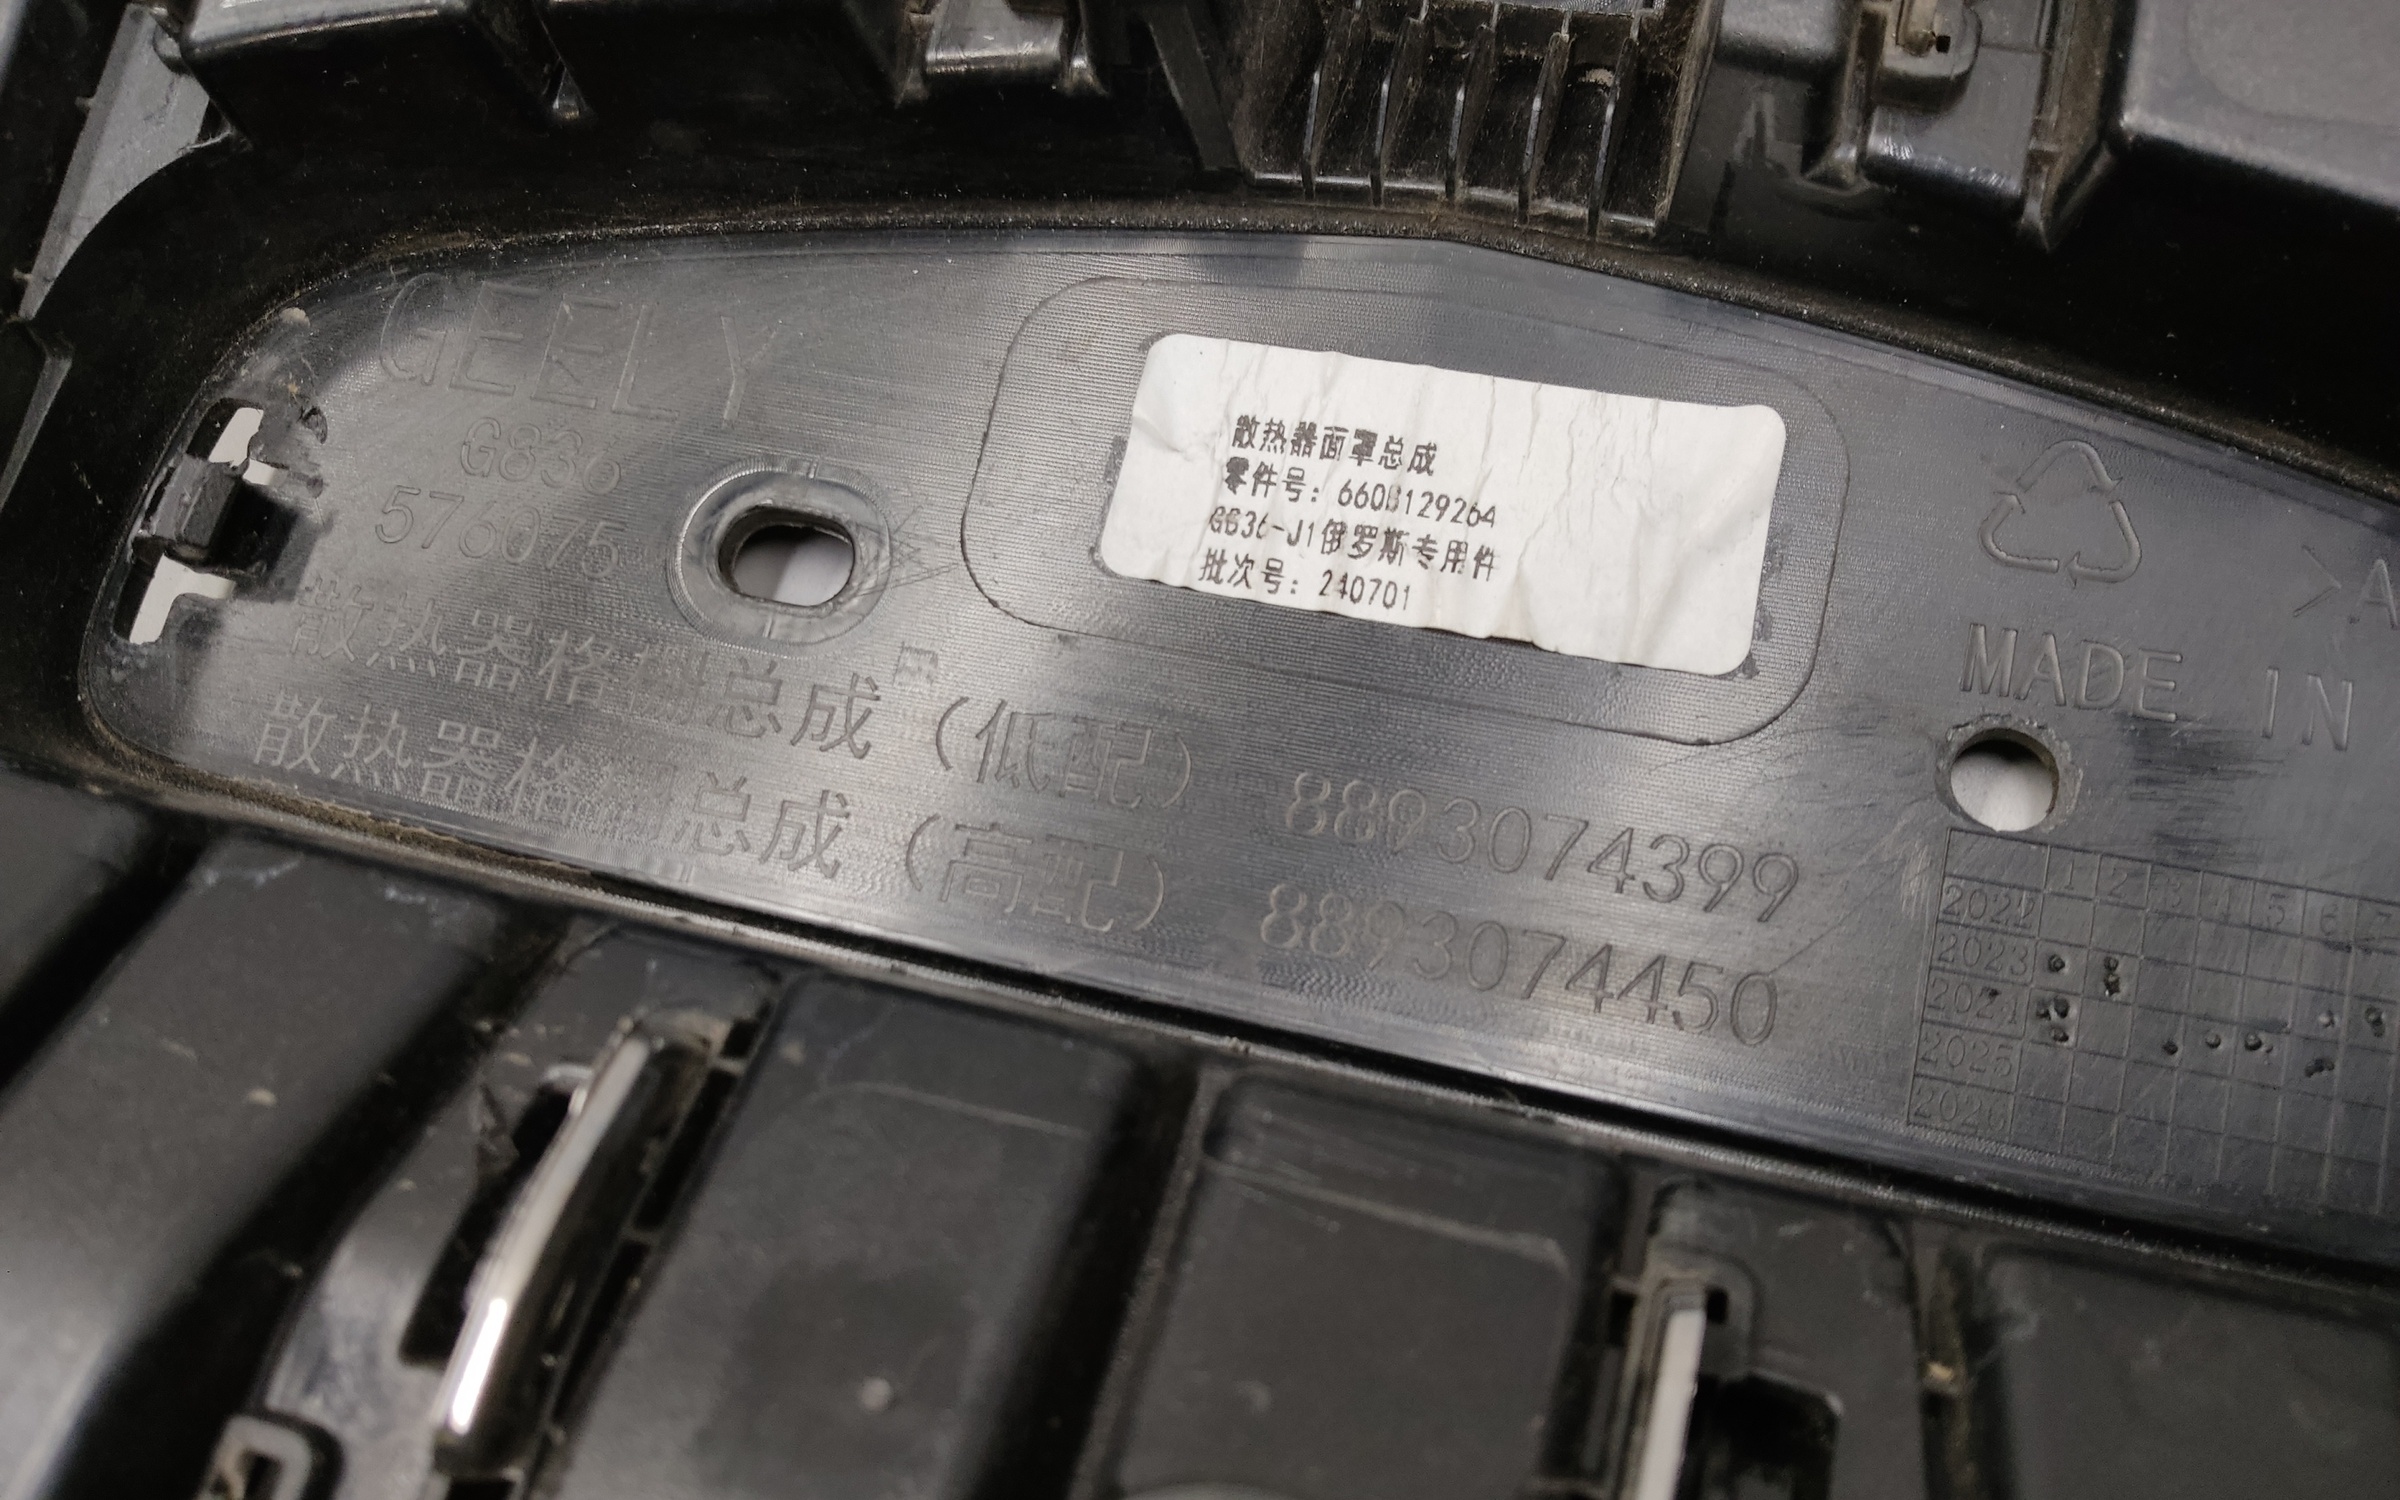 GEELY
G836
576075
散热器面罩总成
零件号：6608129264
G636-J1俄罗斯专用件
批次号：240701
>A
MADE IN
散热器格栅总成（低配） 8893074399
散热器格栅总成（高配） 8893074450
1 2 3 4 5 6 7
2022
2023
2024
2025
2026